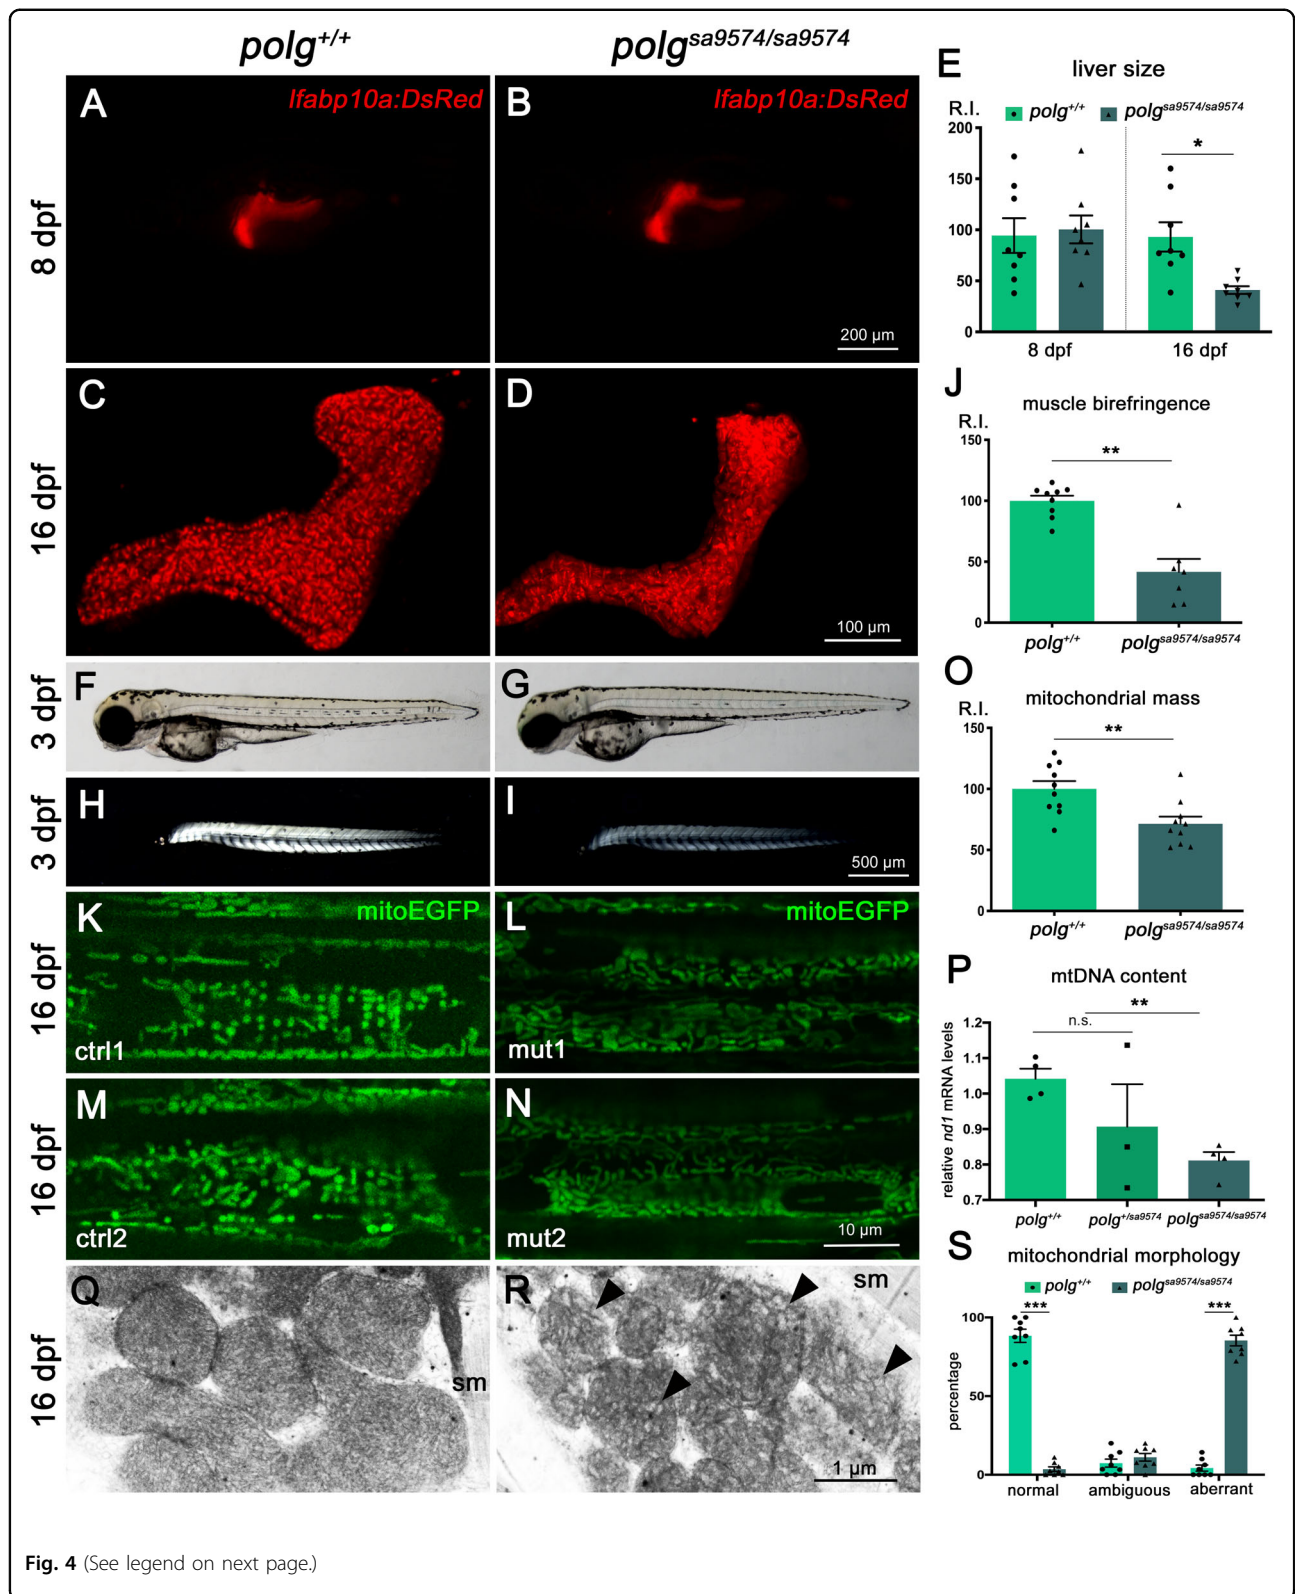 polg+/+
polgsa9574/sa9574
A
lfabp10a:DsRed
B
lfabp10a:DsRed
200 µm
8 dpf
C
D
100 µm
16 dpf
F
G
3 dpf
H
I
500 µm
3 dpf
K
mitoEGFP
ctrl1
L
mitoEGFP
mut1
16 dpf
M
ctrl2
N
mut2
10 µm
16 dpf
Q
sm
R
sm
1 µm
16 dpf
E
liver size
R.I.
polg+/+
polgsa9574/sa9574
200
150
100
50
0
*
8 dpf
16 dpf
J
muscle birefringence
R.I.
150
100
50
0
**
polg+/+
polgsa9574/sa9574
O
mitochondrial mass
R.I.
150
100
50
0
**
polg+/+
polgsa9574/sa9574
P
mtDNA content
relative nd1 mRNA levels
1.2
1.1
1.0
0.9
0.8
0.7
n.s.
**
polg+/+
polg+/sa9574
polgsa9574/sa9574
S
mitochondrial morphology
polg+/+
polgsa9574/sa9574
percentage
100
50
0
***
***
normal
ambiguous
aberrant
Fig. 4 (See legend on next page.)